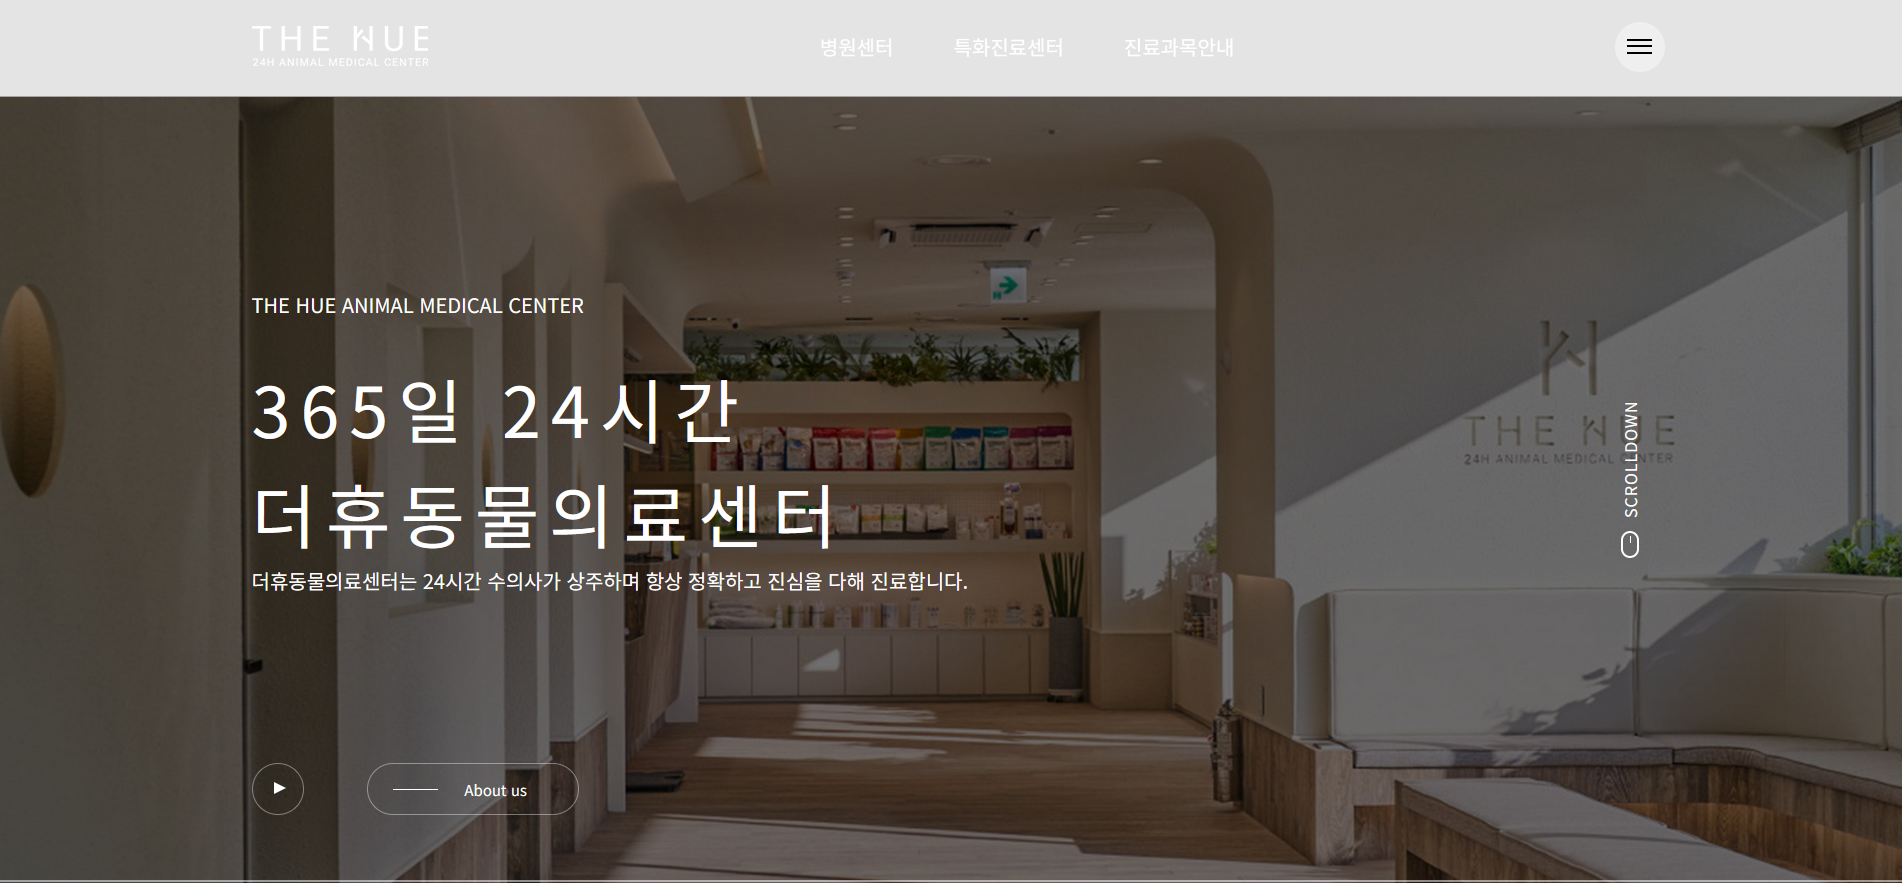 THE HUE
24H ANIMAL MEDICAL CENTER
병원센터 특화진료센터 진료과목안내
THE HUE ANIMAL MEDICAL CENTER
365일 24시간
더휴동물의료센터
더휴동물의료센터는 24시간 수의사가 상주하며 항상 정확하고 진심을 다해 진료합니다.
THE HUE
24H ANIMAL MEDICAL CENTER
SCROLLDOWN
About us